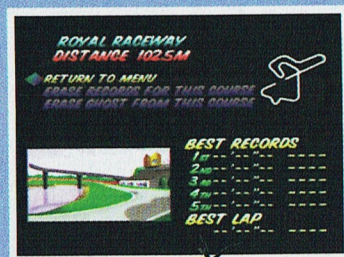 ROYAL RACEWAY
DISTANCE 1025M
RETURN TO MENU
ERASE RECORDS FOR THIS COURSE
ERASE GHOST FROM THIS COURSE
BEST RECORDS
1ST --'--"-- ----
2ND --'--"-- ----
3RD --'--"-- ----
4TH --'--"-- ----
5TH --'--"-- ----
BEST LAP
--'--"-- ----